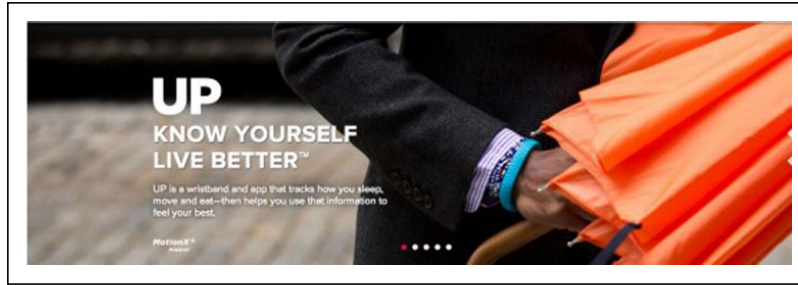 UP
KNOW YOURSELF
LIVE BETTER™
UP is a wristband and app that tracks how you sleep,
move and eat—then helps you use that information to
feel your best.
MotionX®
Powered